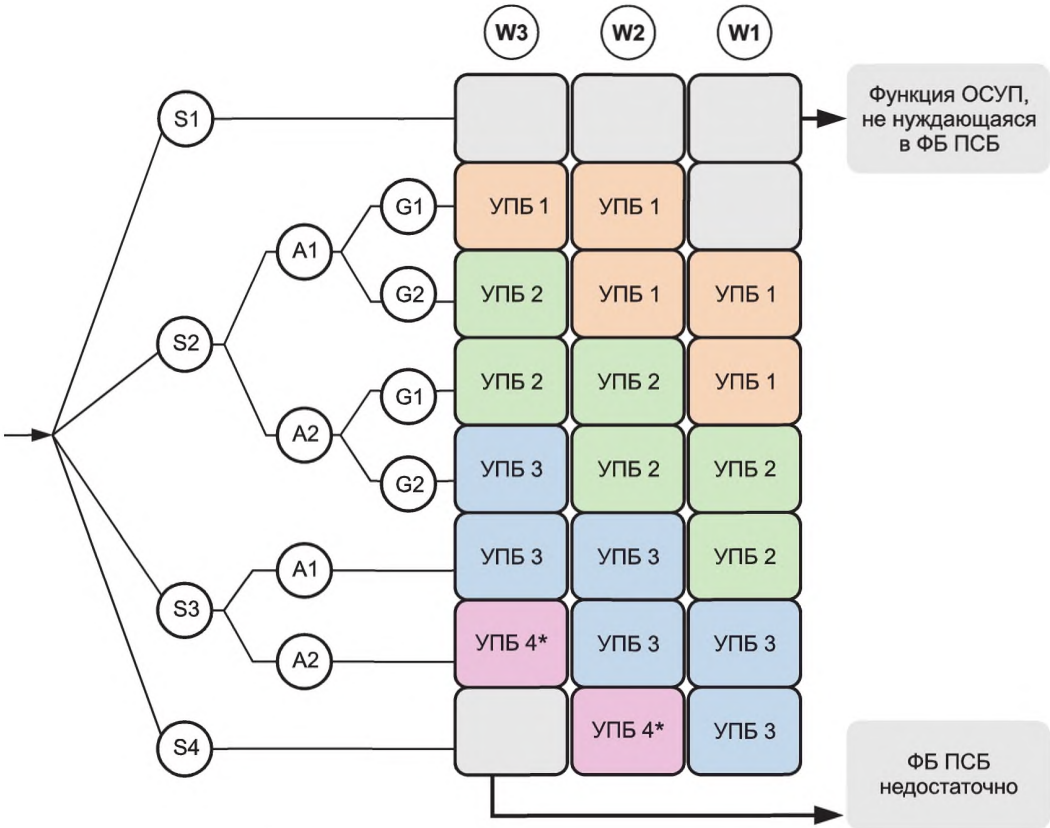 W3 W2 W1
S1
Функция ОСУП,
не нуждающаяся
в ФБ ПСБ
A1
G1
УПБ 1 УПБ 1
G2
УПБ 2 УПБ 1 УПБ 1
S2
A2
G1
УПБ 2 УПБ 2 УПБ 1
G2
УПБ 3 УПБ 2 УПБ 2
S3
A1
УПБ 3 УПБ 3 УПБ 2
A2
УПБ 4* УПБ 3 УПБ 3
S4
УПБ 4* УПБ 3
ФБ ПСБ
недостаточно